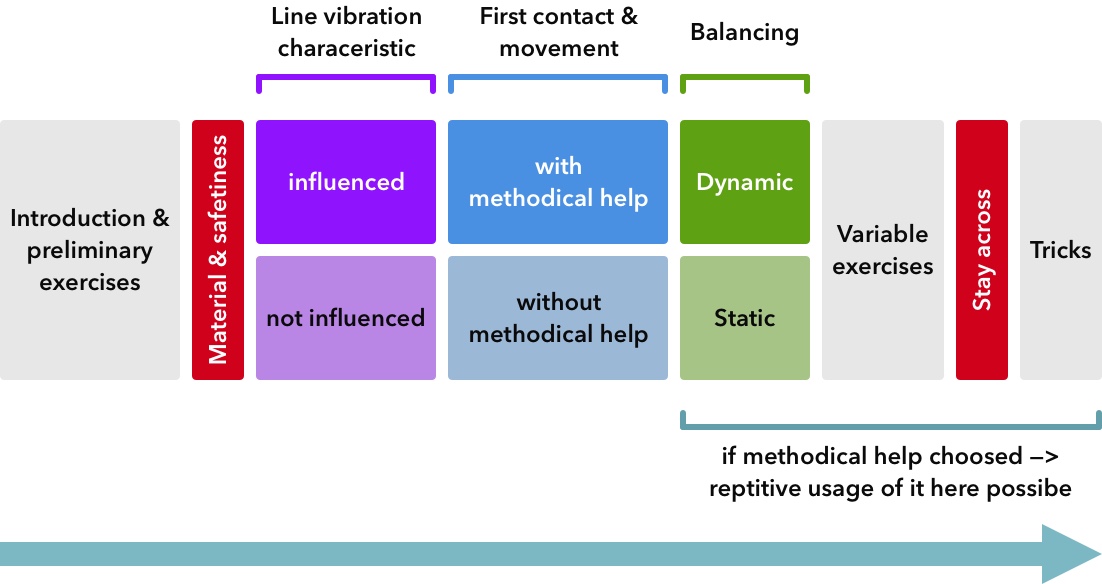 Line vibration
characeristic
First contact &
movement
Balancing
Introduction &
preliminary
exercises
Material & safetiness
influenced
not influenced
with
methodical help
without
methodical help
Dynamic
Static
Variable
exercises
Stay across
Tricks
if methodical help choosed —>
reptitive usage of it here possibe